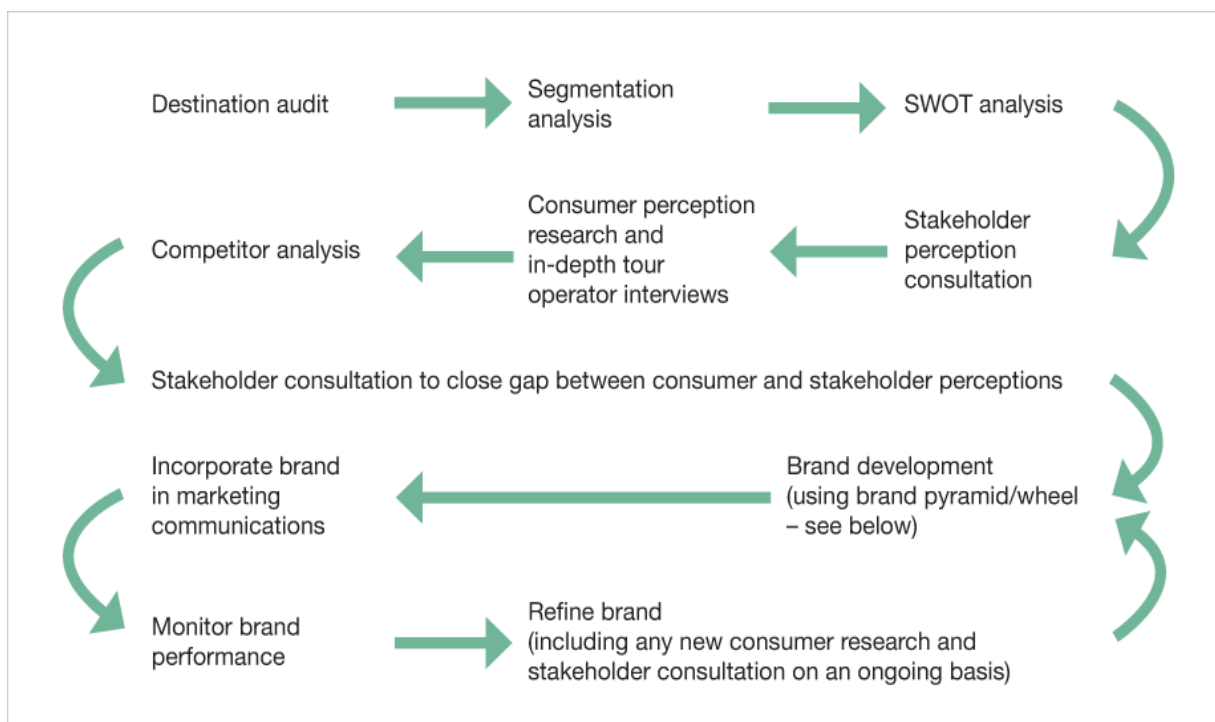 Destination audit
Segmentation
analysis
SWOT analysis
Stakeholder
perception
consultation
Consumer perception
research and
in-depth tour
operator interviews
Competitor analysis
Stakeholder consultation to close gap between consumer and stakeholder perceptions
Brand development
(using brand pyramid/wheel
– see below)
Incorporate brand
in marketing
communications
Monitor brand
performance
Refine brand
(including any new consumer research and
stakeholder consultation on an ongoing basis)